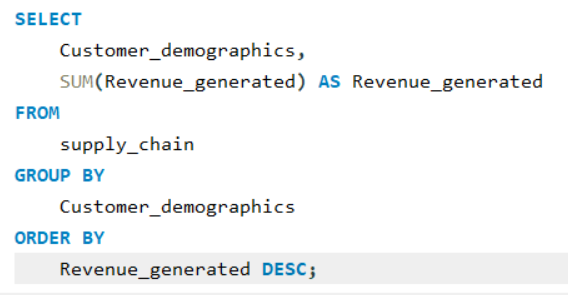 SELECT
    Customer_demographics,
    SUM(Revenue_generated) AS Revenue_generated
FROM
    supply_chain
GROUP BY
    Customer_demographics
ORDER BY
    Revenue_generated DESC;